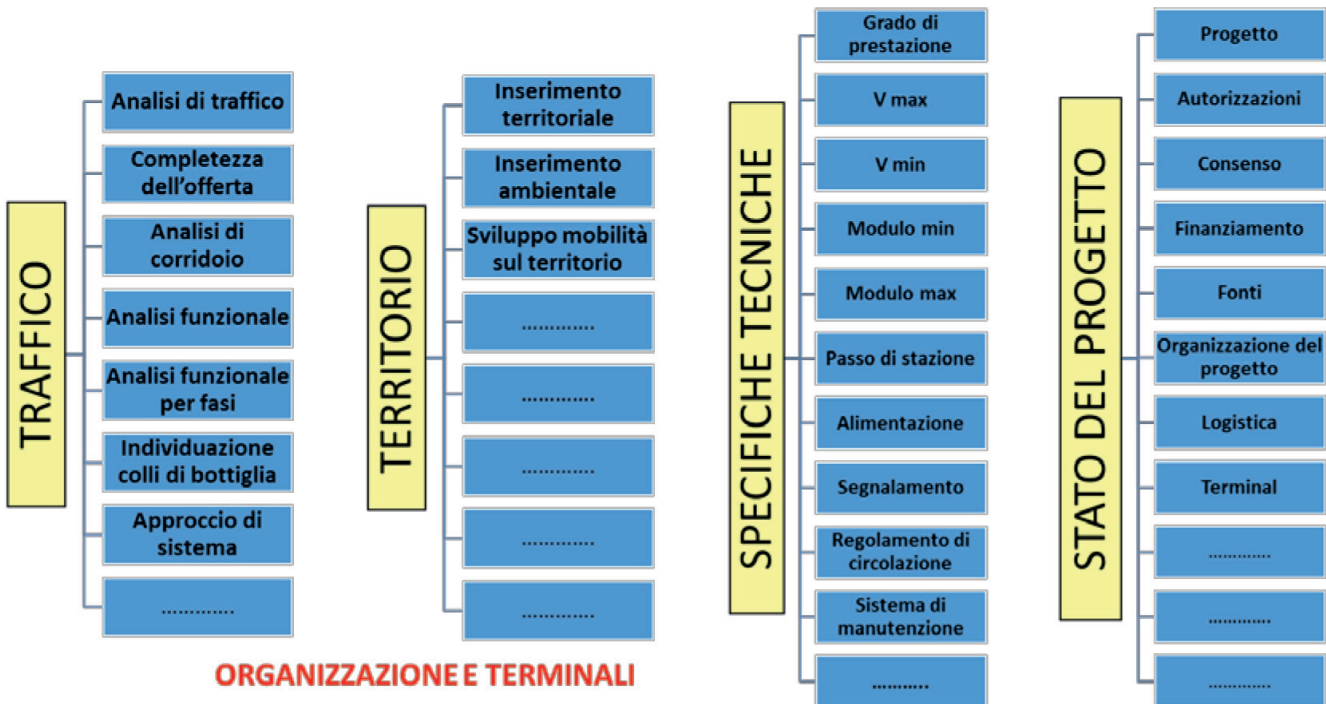 TRAFFICO
Analisi di traffico
Completezza
dell'offerta
Analisi di
corridoio
Analisi funzionale
Analisi funzionale
per fasi
Individuazione
colli di bottiglia
Approccio di
sistema
………….
TERRITORIO
Inserimento
territoriale
Inserimento
ambientale
Sviluppo mobilità
sul territorio
………….
………….
………….
………….
………….
ORGANIZZAZIONE E TERMINALI
SPECIFICHE TECNICHE
Grado di
prestazione
V max
V min
Modulo min
Modulo max
Passo di stazione
Alimentazione
Segnalamento
Regolamento di
circolazione
Sistema di
manutenzione
………..
STATO DEL PROGETTO
Progetto
Autorizzazioni
Consenso
Finanziamento
Fonti
Organizzazione del
progetto
Logistica
Terminal
………….
………….
………….